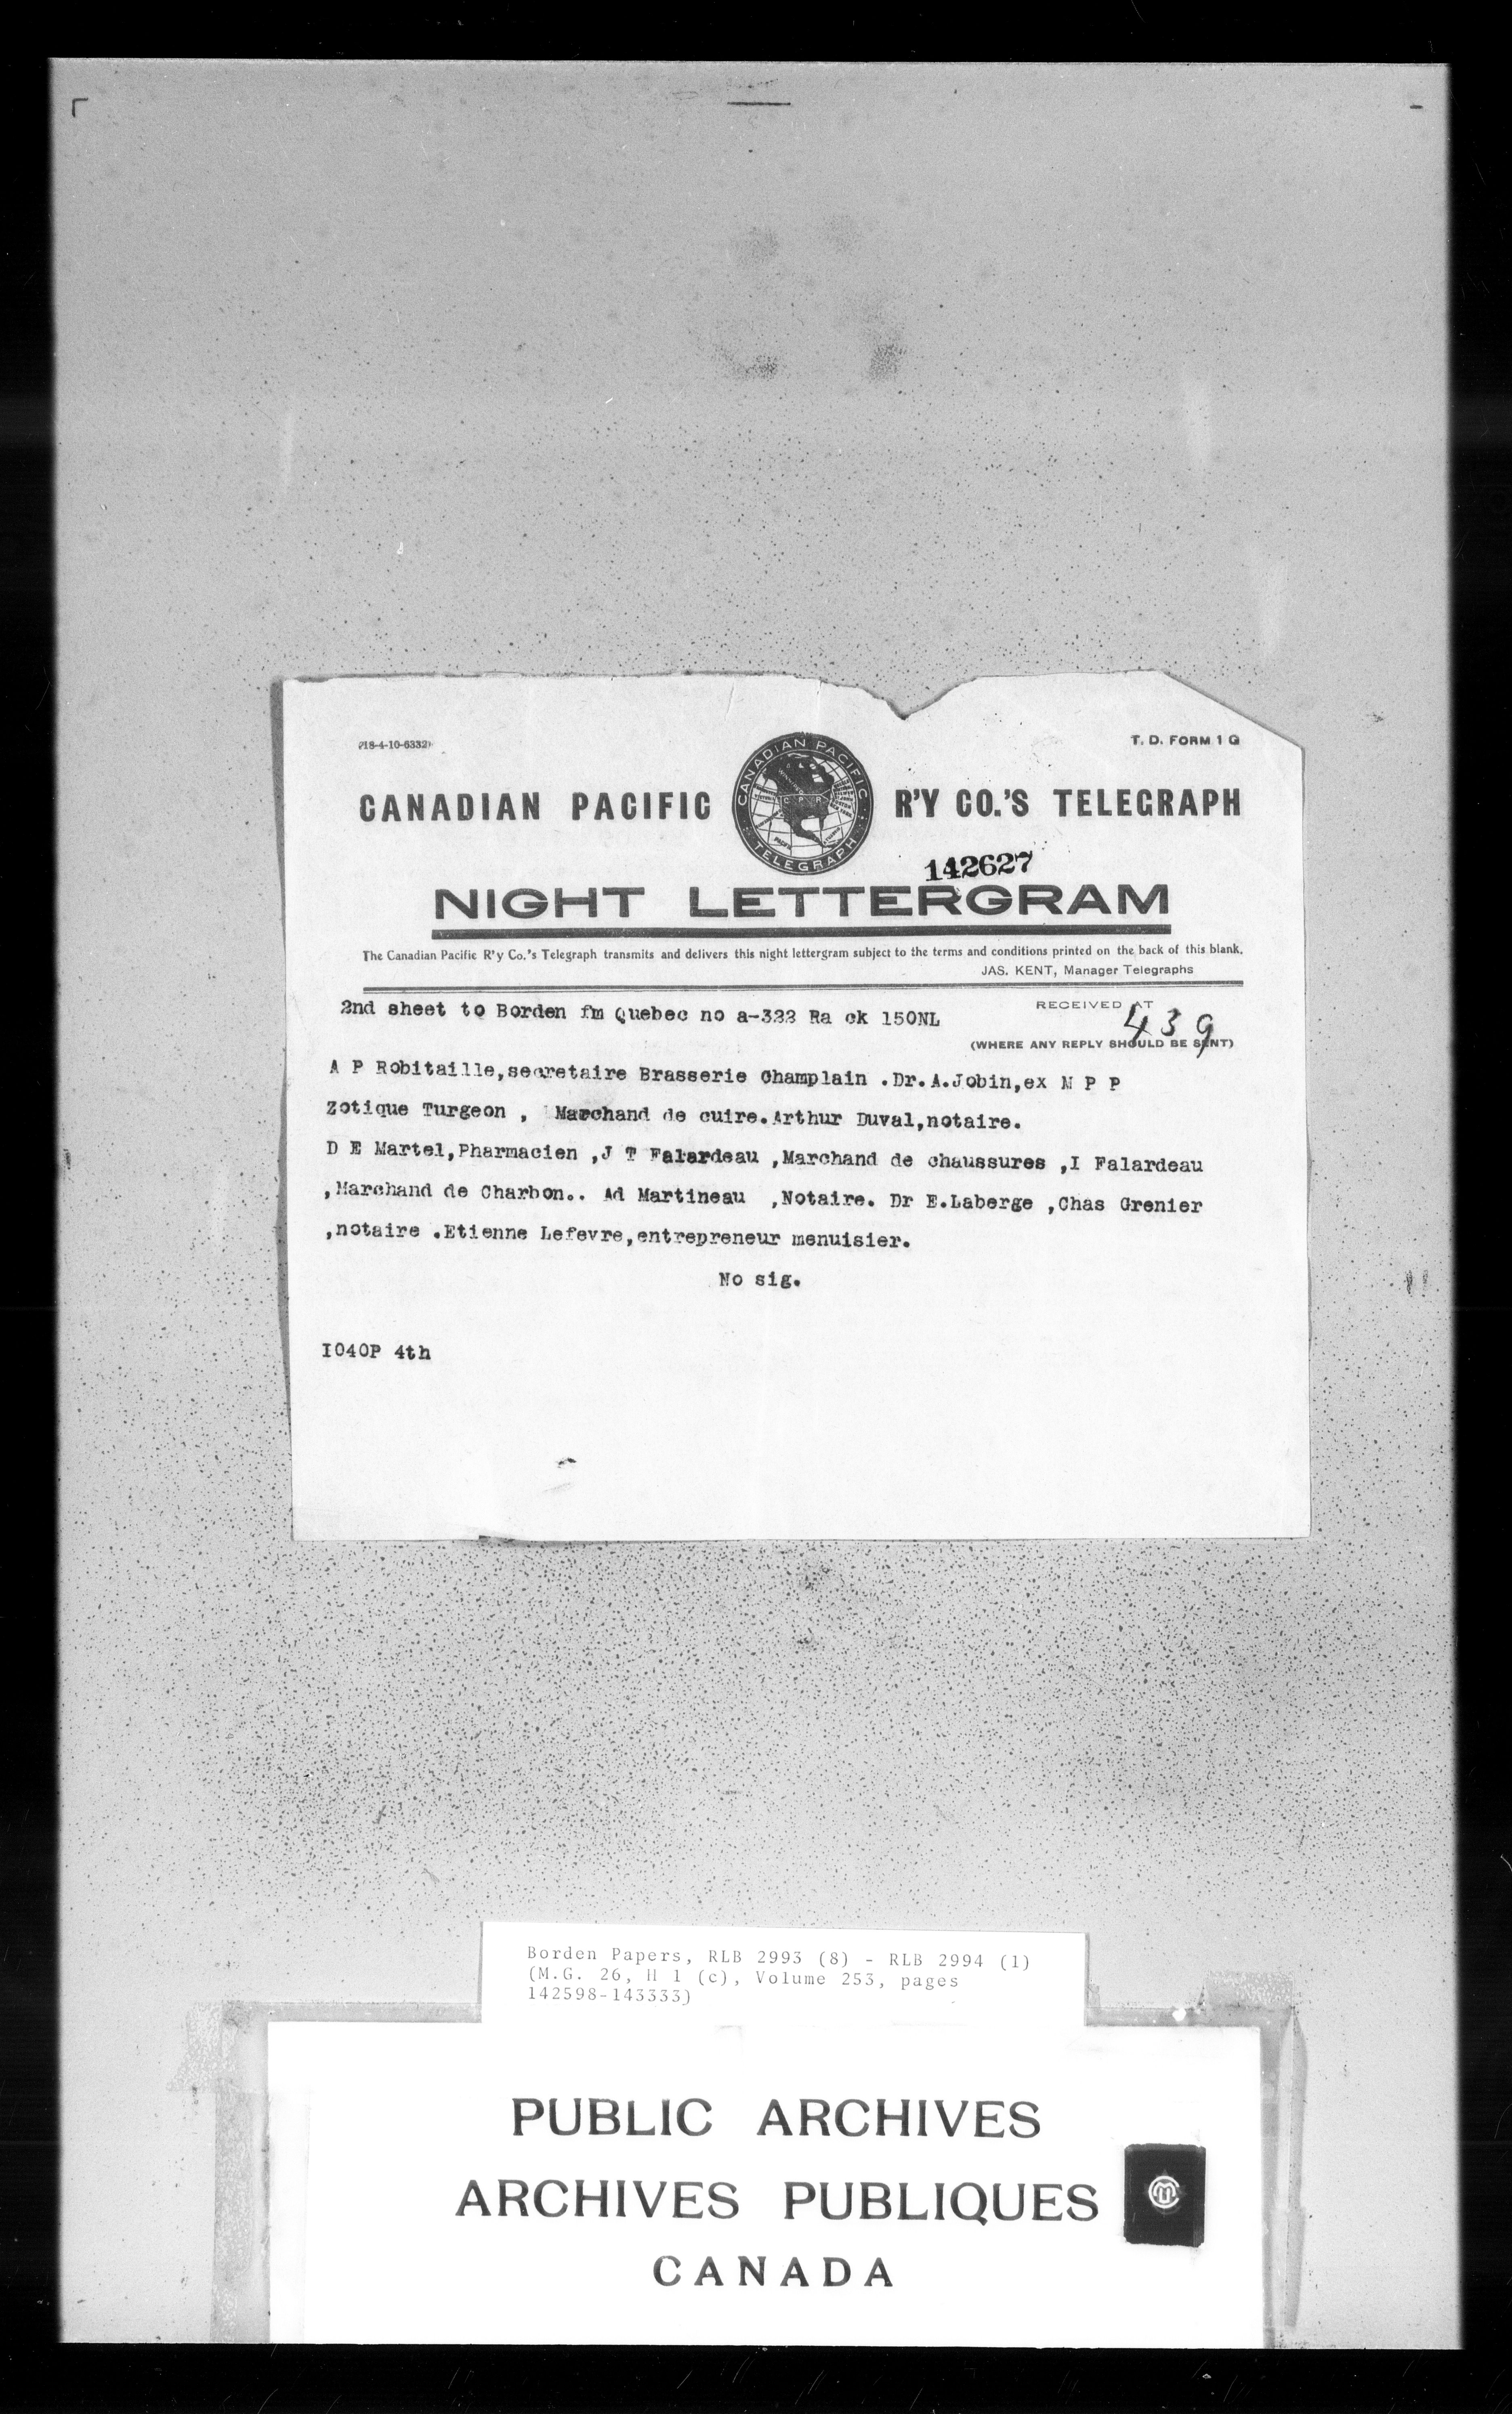 (18-4-10-6332)
T. D. FORM 1 G
CANADIAN PACIFIC R'Y CO.'S TELEGRAPH
CANADIAN PACIFIC
C P R
TELEGRAPH
142627
NIGHT LETTERGRAM
The Canadian Pacific R'y Co.'s Telegraph transmits and delivers this night lettergram subject to the terms and conditions printed on the back of this blank.
JAS. KENT, Manager Telegraphs
2nd sheet to Borden fm Quebec no a-322 Ra ck 150NL
RECEIVED AT
439
(WHERE ANY REPLY SHOULD BE SENT)
A P Robitaille,secretaire Brasserie Champlain .Dr.A.Jobin,ex M P P
Zotique Turgeon , Marchand de cuire.Arthur Duval,notaire.
D E Martel,Pharmacien ,J T Falardeau ,Marchand de chaussures ,I Falardeau
,Marchand de Charbon.. Ad Martineau ,Notaire. Dr E.Laberge ,Chas Grenier
,notaire .Etienne Lefevre,entrepreneur menuisier.
No sig.
I040P 4th
Borden Papers, RLB 2993 (8) - RLB 2994 (1)
(M.G. 26, H 1 (c), Volume 253, pages
142598-143333)
PUBLIC ARCHIVES
ARCHIVES PUBLIQUES
CANADA